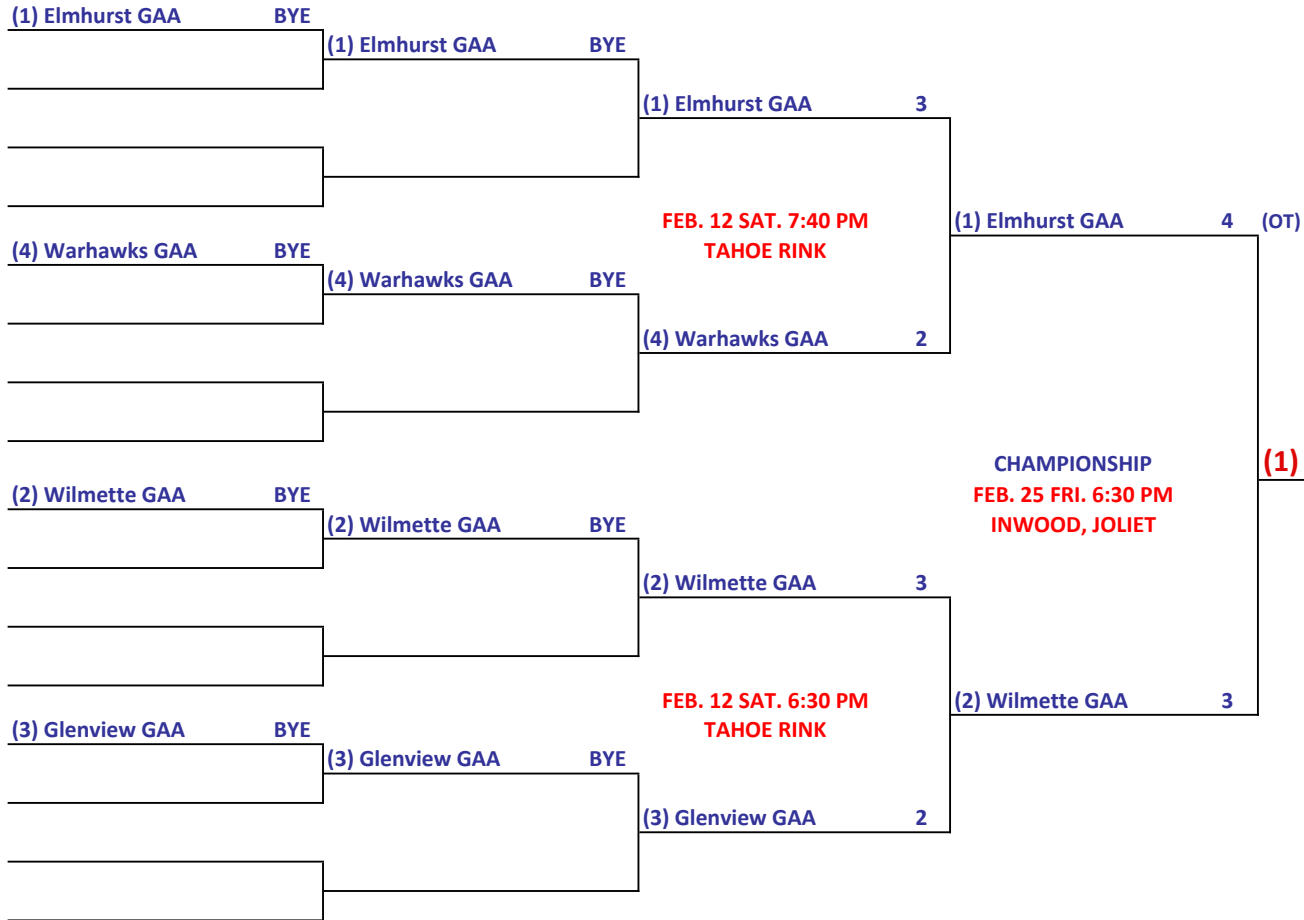 (1) Elmhurst GAA BYE
(1) Elmhurst GAA BYE
(1) Elmhurst GAA 3
FEB. 12 SAT. 7:40 PM
TAHOE RINK
(1) Elmhurst GAA 4 (OT)
(4) Warhawks GAA BYE
(4) Warhawks GAA BYE
(4) Warhawks GAA 2
CHAMPIONSHIP
FEB. 25 FRI. 6:30 PM
INWOOD, JOLIET
(1)
(2) Wilmette GAA BYE
(2) Wilmette GAA BYE
(2) Wilmette GAA 3
FEB. 12 SAT. 6:30 PM
TAHOE RINK
(2) Wilmette GAA 3
(3) Glenview GAA BYE
(3) Glenview GAA BYE
(3) Glenview GAA 2